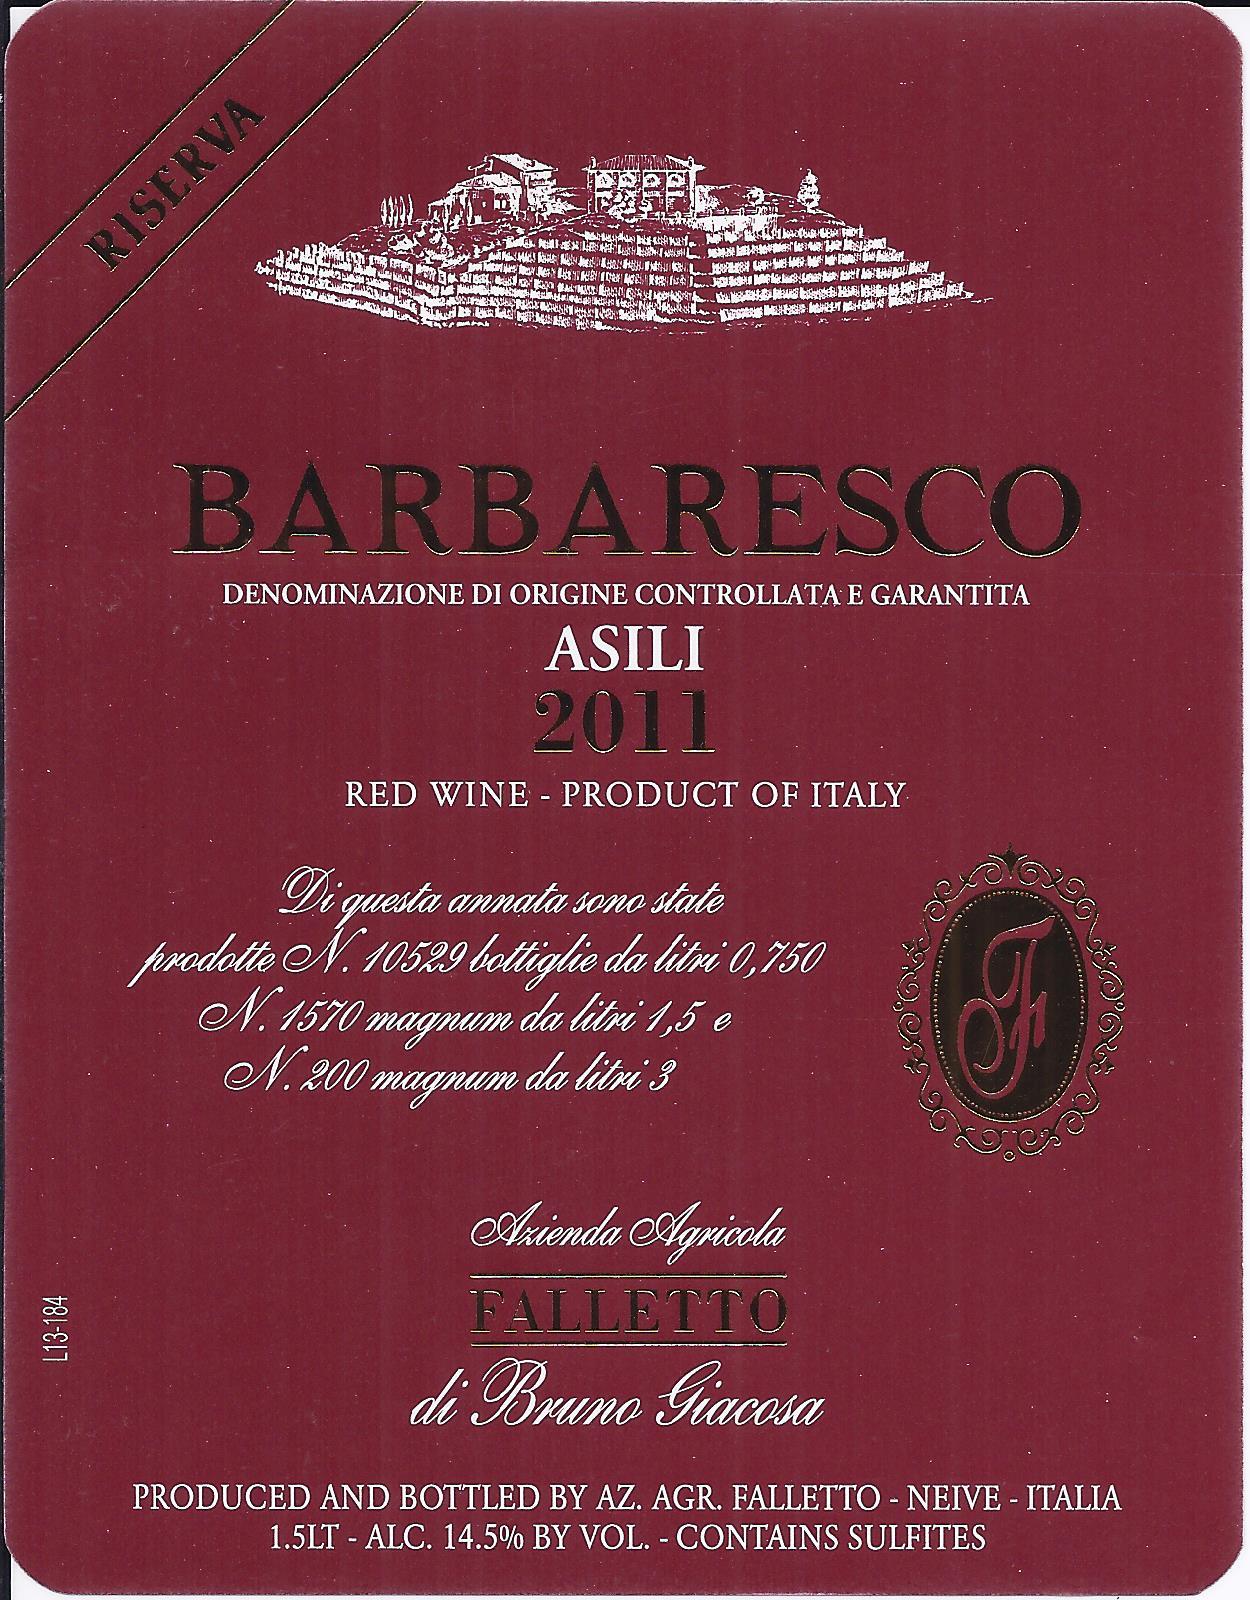 RISERVA
BARBARESCO
DENOMINAZIONE DI ORIGINE CONTROLLATA E GARANTITA
ASILI
2011
RED WINE - PRODUCT OF ITALY
Di questa annata sono state
prodotte N. 10529 bottiglie da litri 0,750
N. 1570 magnum da litri 1,5 e
N. 200 magnum da litri 3
F
Azienda Agricola
FALLETTO
di Bruno Giacosa
L13-184
PRODUCED AND BOTTLED BY AZ. AGR. FALLETTO - NEIVE - ITALIA
1.5LT - ALC. 14.5% BY VOL. - CONTAINS SULFITES